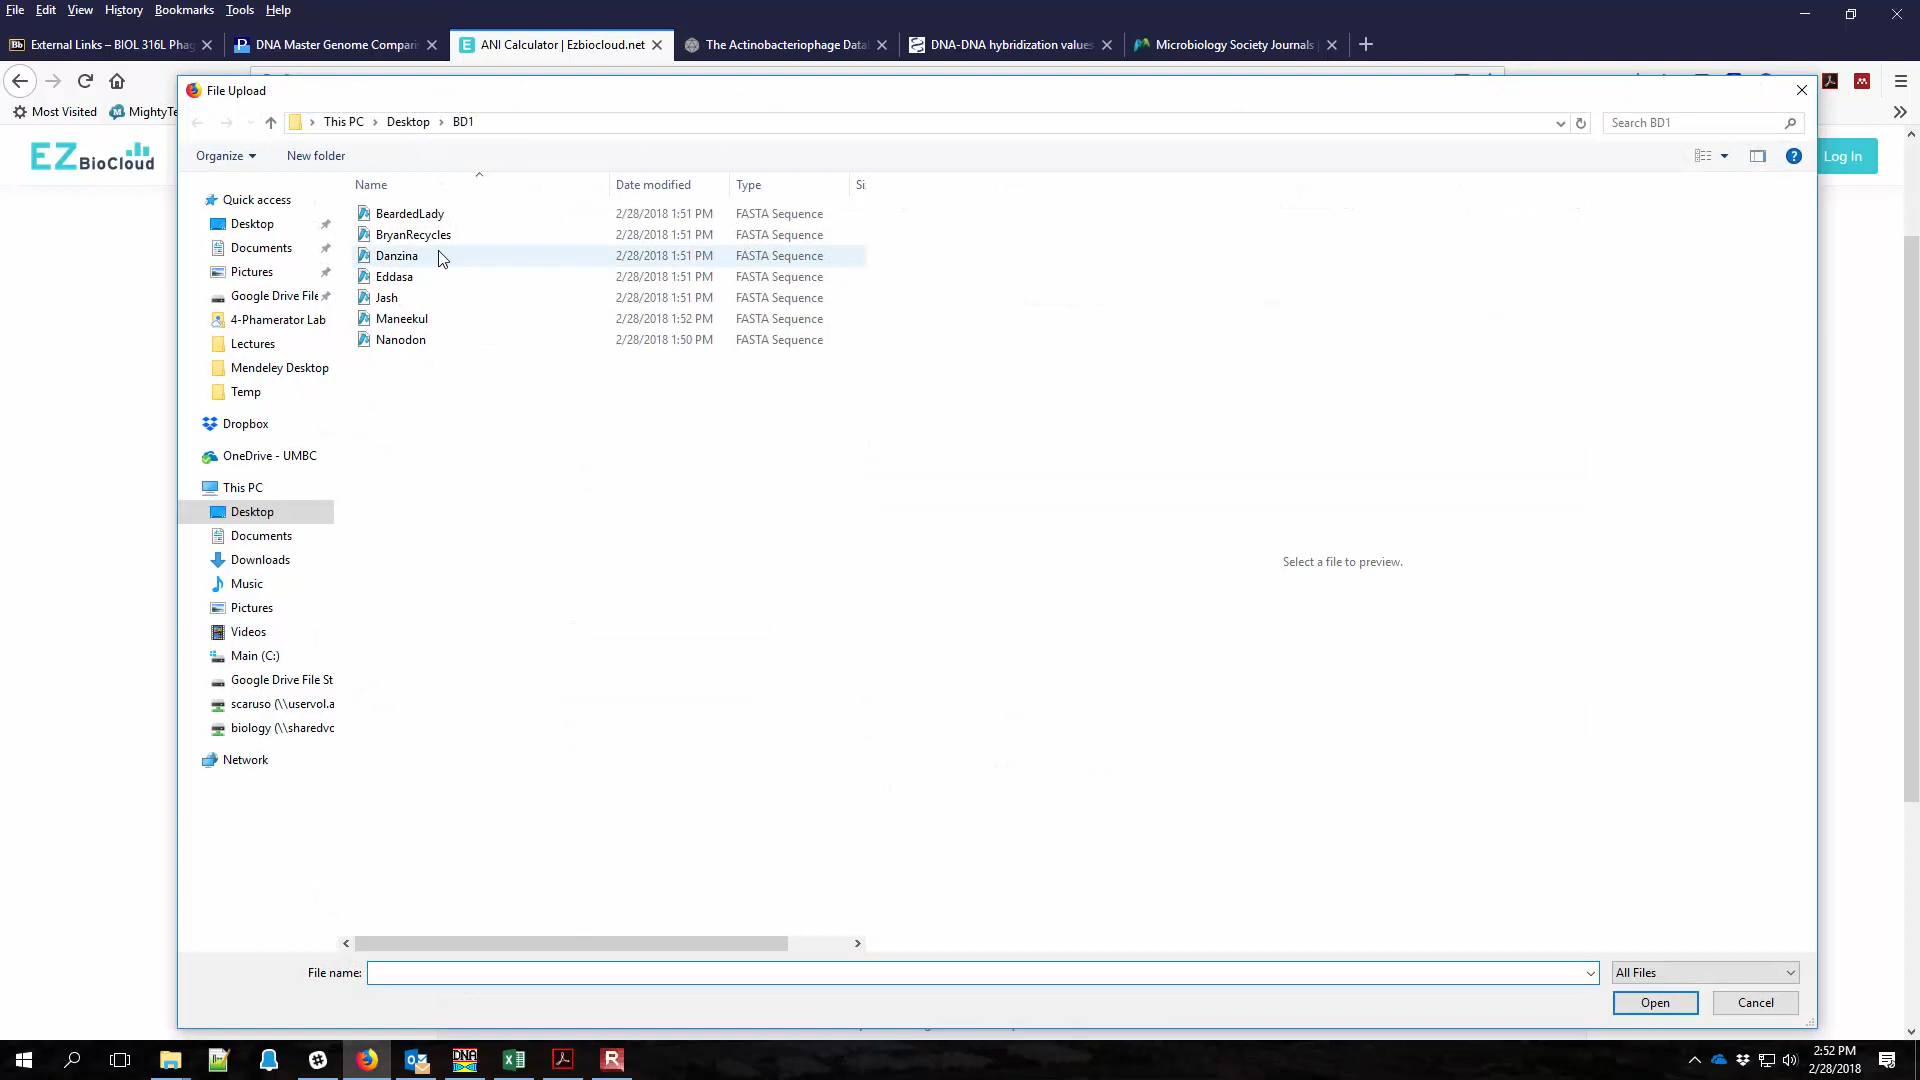 File Edit View History Bookmarks Tools Help
Bb External Links – BIOL 316L Phag
DNA Master Genome Compari
ANI Calculator | Ezbiocloud.net
The Actinobacteriophage Data
DNA-DNA hybridization values
Microbiology Society Journals
Most Visited MightyTe
EZBioCloud
Log In
File Upload
This PC > Desktop > BD1
Search BD1
Organize New folder
Name Date modified Type Si
BeardedLady 2/28/2018 1:51 PM FASTA Sequence
BryanRecycles 2/28/2018 1:51 PM FASTA Sequence
Danzina 2/28/2018 1:51 PM FASTA Sequence
Eddasa 2/28/2018 1:51 PM FASTA Sequence
Jash 2/28/2018 1:51 PM FASTA Sequence
Maneekul 2/28/2018 1:52 PM FASTA Sequence
Nanodon 2/28/2018 1:50 PM FASTA Sequence
Quick access
Desktop
Documents
Pictures
Google Drive File
4-Phamerator Lab
Lectures
Mendeley Desktop
Temp
Dropbox
OneDrive - UMBC
This PC
Desktop
Documents
Downloads
Music
Pictures
Videos
Main (C:)
Google Drive File St
scaruso (\\uservol.a
biology (\\sharedvo
Network
Select a file to preview.
File name:
All Files
Open Cancel
DNA
2:52 PM
2/28/2018